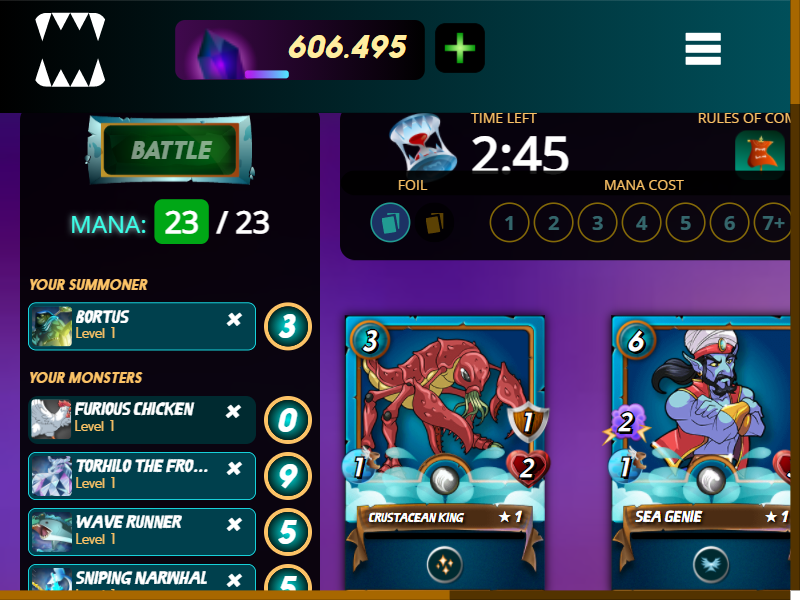 606.495
BATTLE
MANA: 23 / 23
YOUR SUMMONER
BORTUS
Level 1
3
YOUR MONSTERS
FURIOUS CHICKEN
Level 1
0
TORHILO THE FRO...
Level 1
9
WAVE RUNNER
Level 1
5
SNIPING NARWHAL
Level 1
5
TIME LEFT
2:45
RULES OF COM
FOIL
MANA COST
1 2 3 4 5 6 7+
3
1
1
2
CRUSTACEAN KING ★ 1
6
2
1
SEA GENIE ★ 1